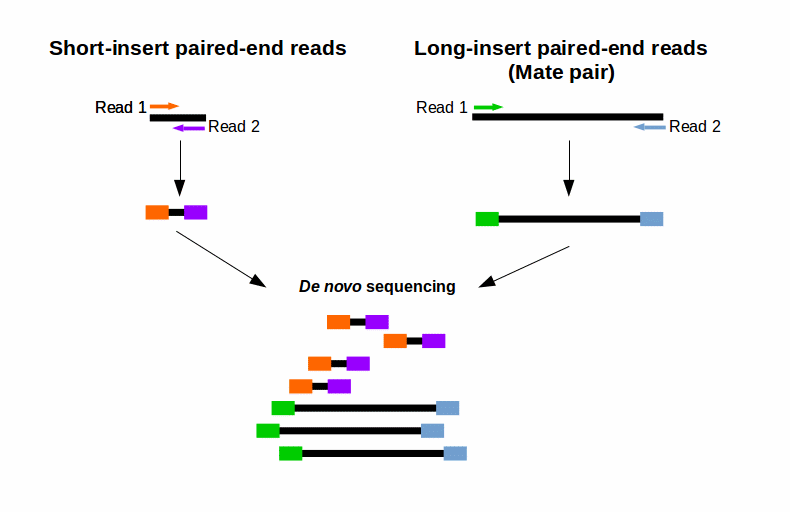 Short-insert paired-end reads
Long-insert paired-end reads
(Mate pair)
Read 1
Read 2
Read 1
Read 2
De novo sequencing